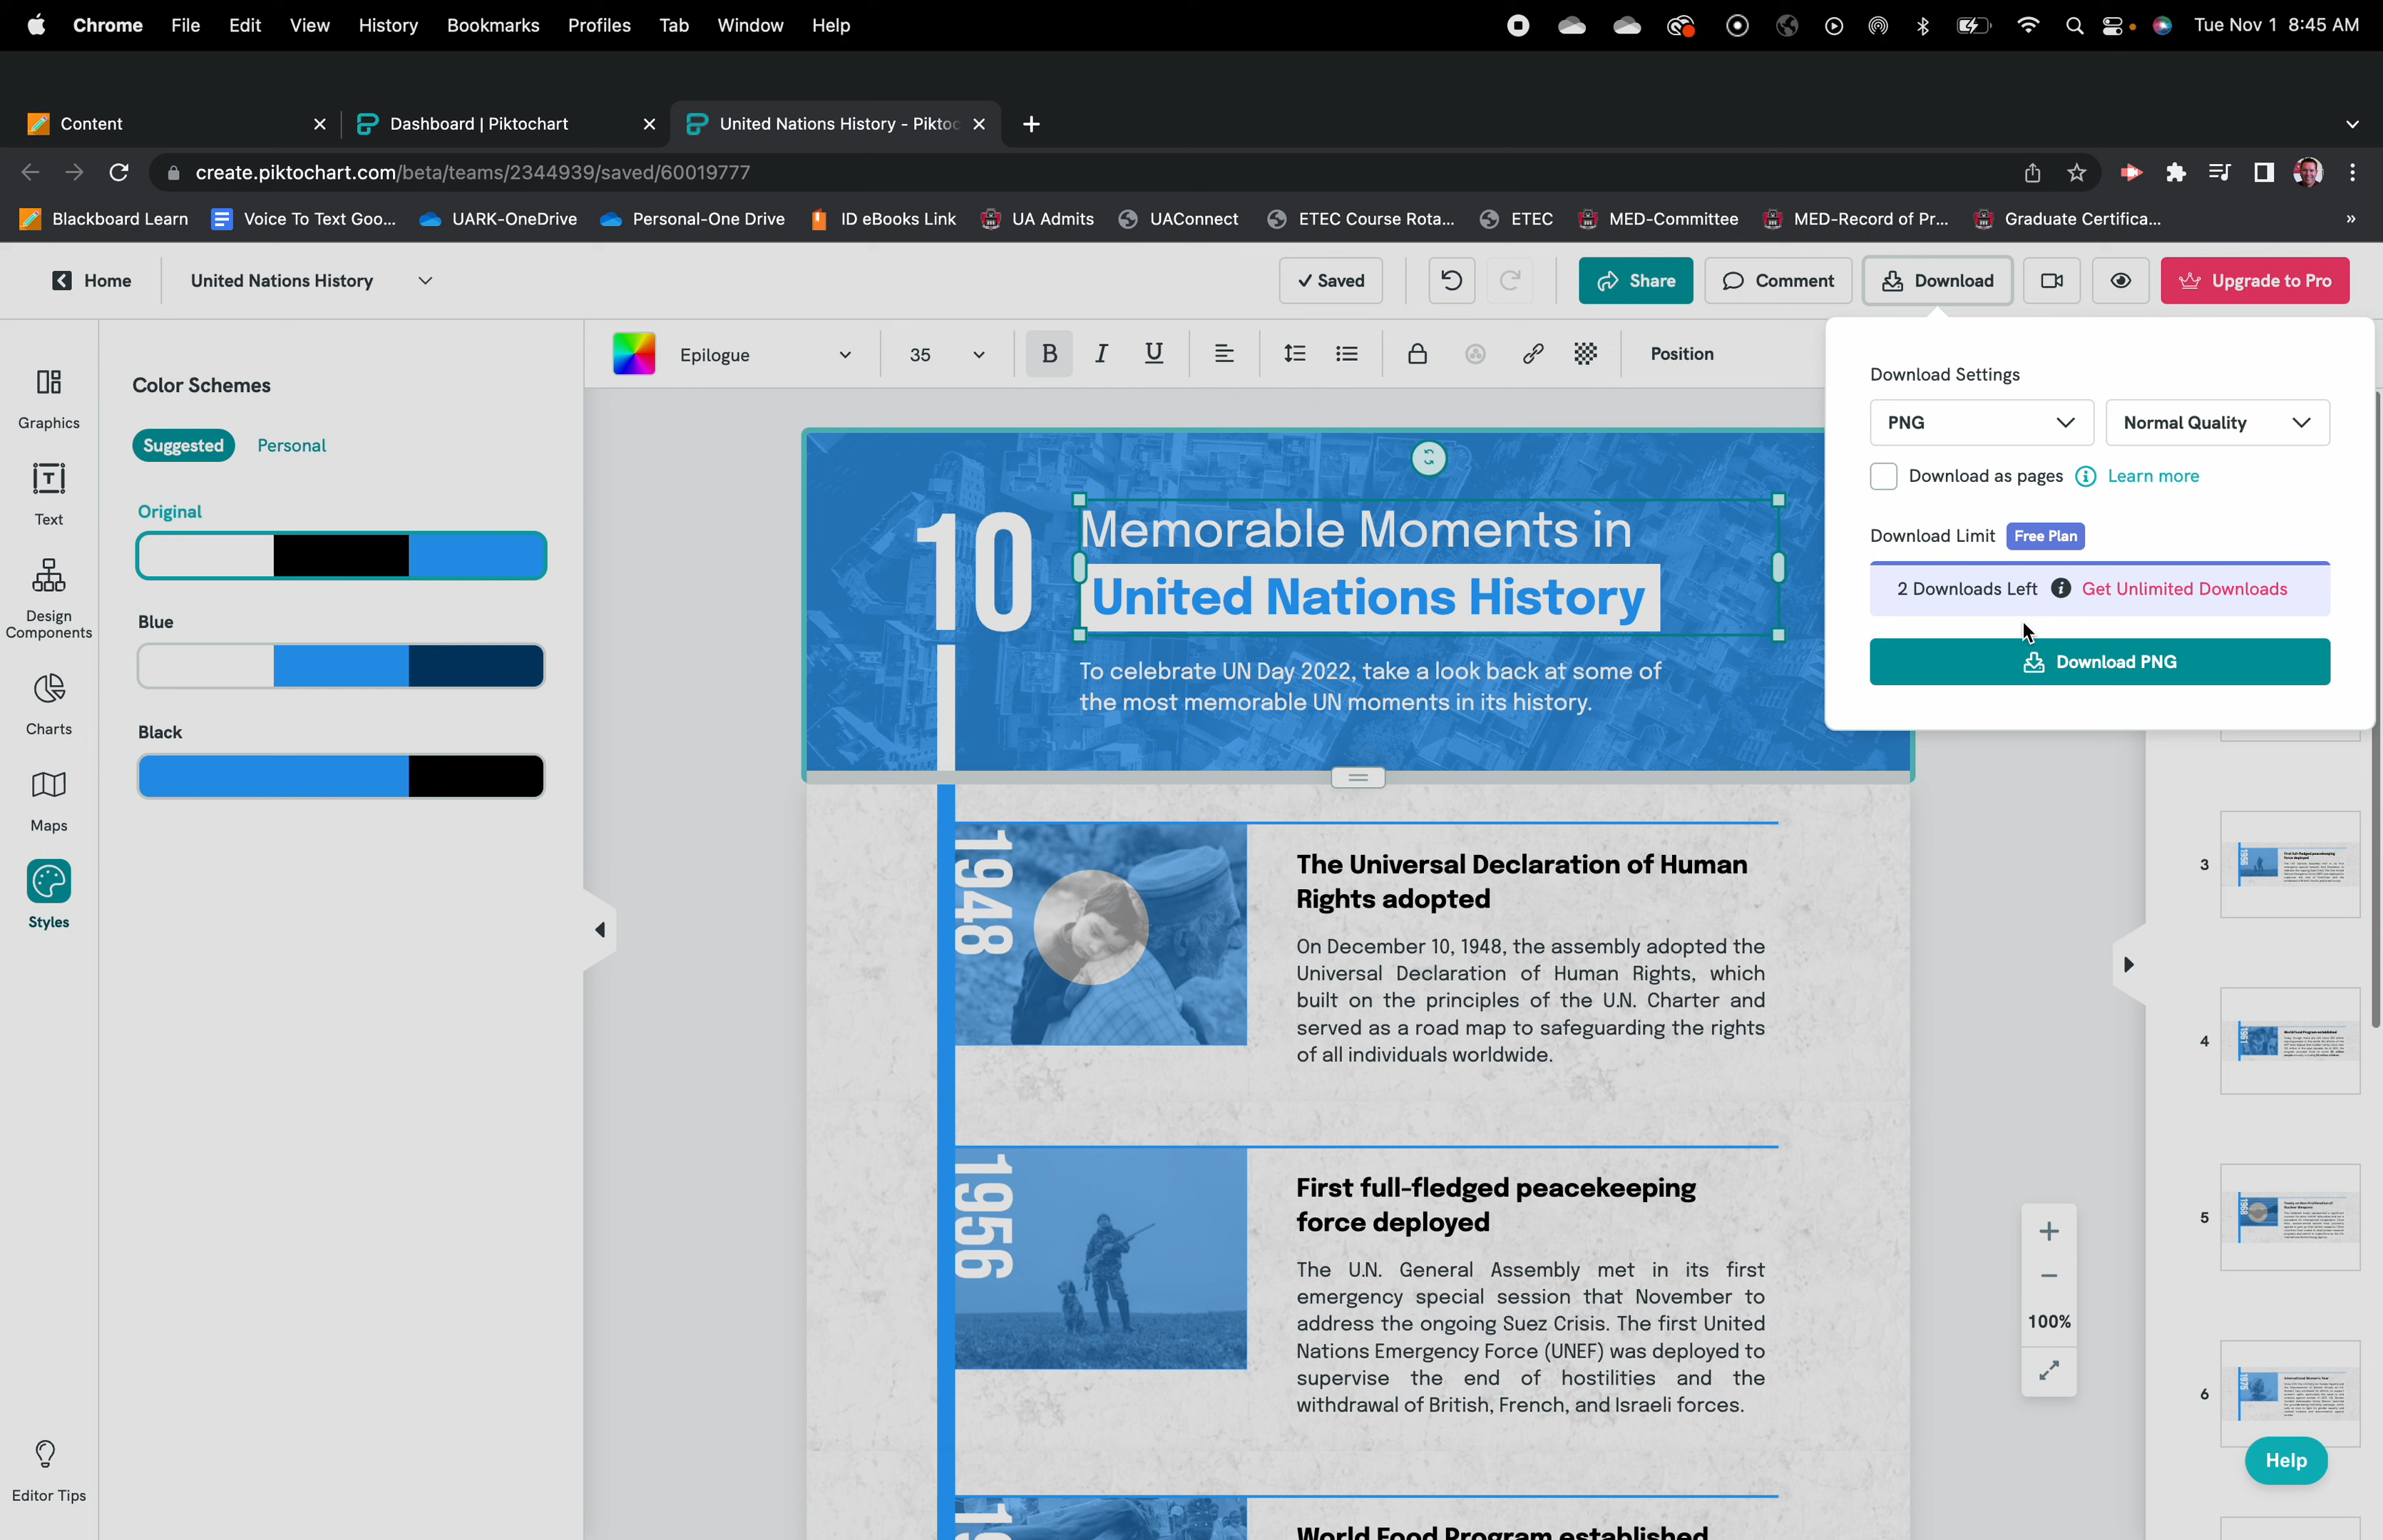 Chrome File Edit View History Bookmarks Profiles Tab Window Help Tue Nov 1 8:45 AM
Content Dashboard | Piktochart United Nations History - Piktoc
create.piktochart.com/beta/teams/2344939/saved/60019777
Blackboard Learn Voice To Text Goo... UARK-OneDrive Personal-One Drive ID eBooks Link UA Admits UAConnect ETEC Course Rota... ETEC MED-Committee MED-Record of Pr... Graduate Certifica... »
Home United Nations History ✓ Saved Share Comment Download Upgrade to Pro
Epilogue 35 B I U Position
Graphics
Text
Design
Components
Charts
Maps
Styles
Editor Tips
Color Schemes
Suggested Personal
Original
Blue
Black
10
Memorable Moments in
United Nations History
To celebrate UN Day 2022, take a look back at some of
the most memorable UN moments in its history.
1948
The Universal Declaration of Human
Rights adopted
On December 10, 1948, the assembly adopted the
Universal Declaration of Human Rights, which
built on the principles of the U.N. Charter and
served as a road map to safeguarding the rights
of all individuals worldwide.
1956
First full-fledged peacekeeping
force deployed
The U.N. General Assembly met in its first
emergency special session that November to
address the ongoing Suez Crisis. The first United
Nations Emergency Force (UNEF) was deployed to
supervise the end of hostilities and the
withdrawal of British, French, and Israeli forces.
World Food Program established
Download Settings
PNG Normal Quality
Download as pages Learn more
Download Limit Free Plan
2 Downloads Left Get Unlimited Downloads
Download PNG
3
4
5
6
100%
Help